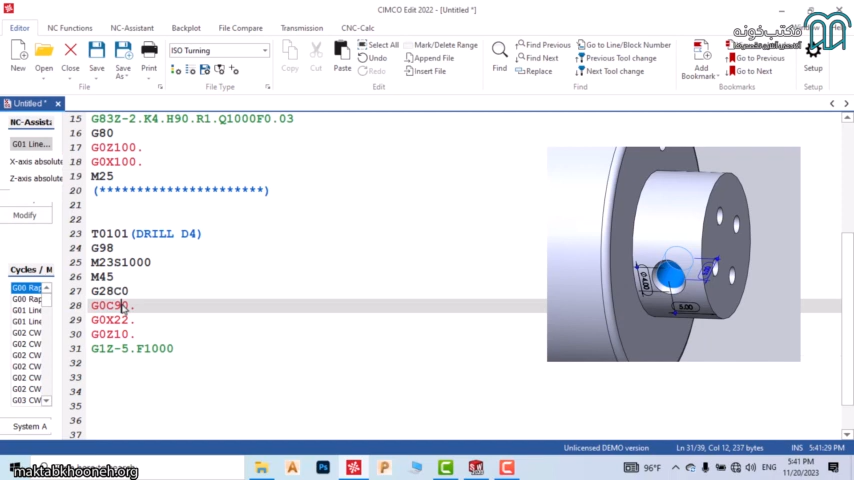 CIMCO Edit 2022 - [Untitled *]
Editor NC Functions NC-Assistant Backplot File Compare Transmission CNC-Calc
مکتب‌خونه
New Open Close Save Save As Print
File
ISO Turning
File Type
Copy Cut Paste
Select All
Undo
Redo
Mark/Delete Range
Append File
Insert File
Edit
Find
Find Previous
Find Next
Replace
Go to Line/Block Number
Previous Tool change
Next Tool change
Find
Add Bookmarks
Go to Previous
Go to Next
Bookmarks
Setup
Untitled *
NC-Assist
G01 Line...
X-axis absolute
Z-axis absolute
Modify
Cycles / M
G00 Rap
G00 Rap
G01 Line
G01 Line
G02 CW
G02 CW
G02 CW
G02 CW
G02 CW
G03 CW
System A
15 G83Z-2.K4.H90.R1.Q1000F0.03
16 G80
17 G0Z100.
18 G0X100.
19 M25
20 (**********************)
21
22
23 T0101(DRILL D4)
24 G98
25 M23S1000
26 M45
27 G28C0
28 G0C90.
29 G0X22.
30 G0Z10.
31 G1Z-5.F1000
32
33
34
35
36
37
5.00
Unlicensed DEMO version Ln 31/39, Col 12, 237 bytes INS 5:41:29 PM
maktabkhooneh.org
96°F ENG 5:41 PM
11/20/2023